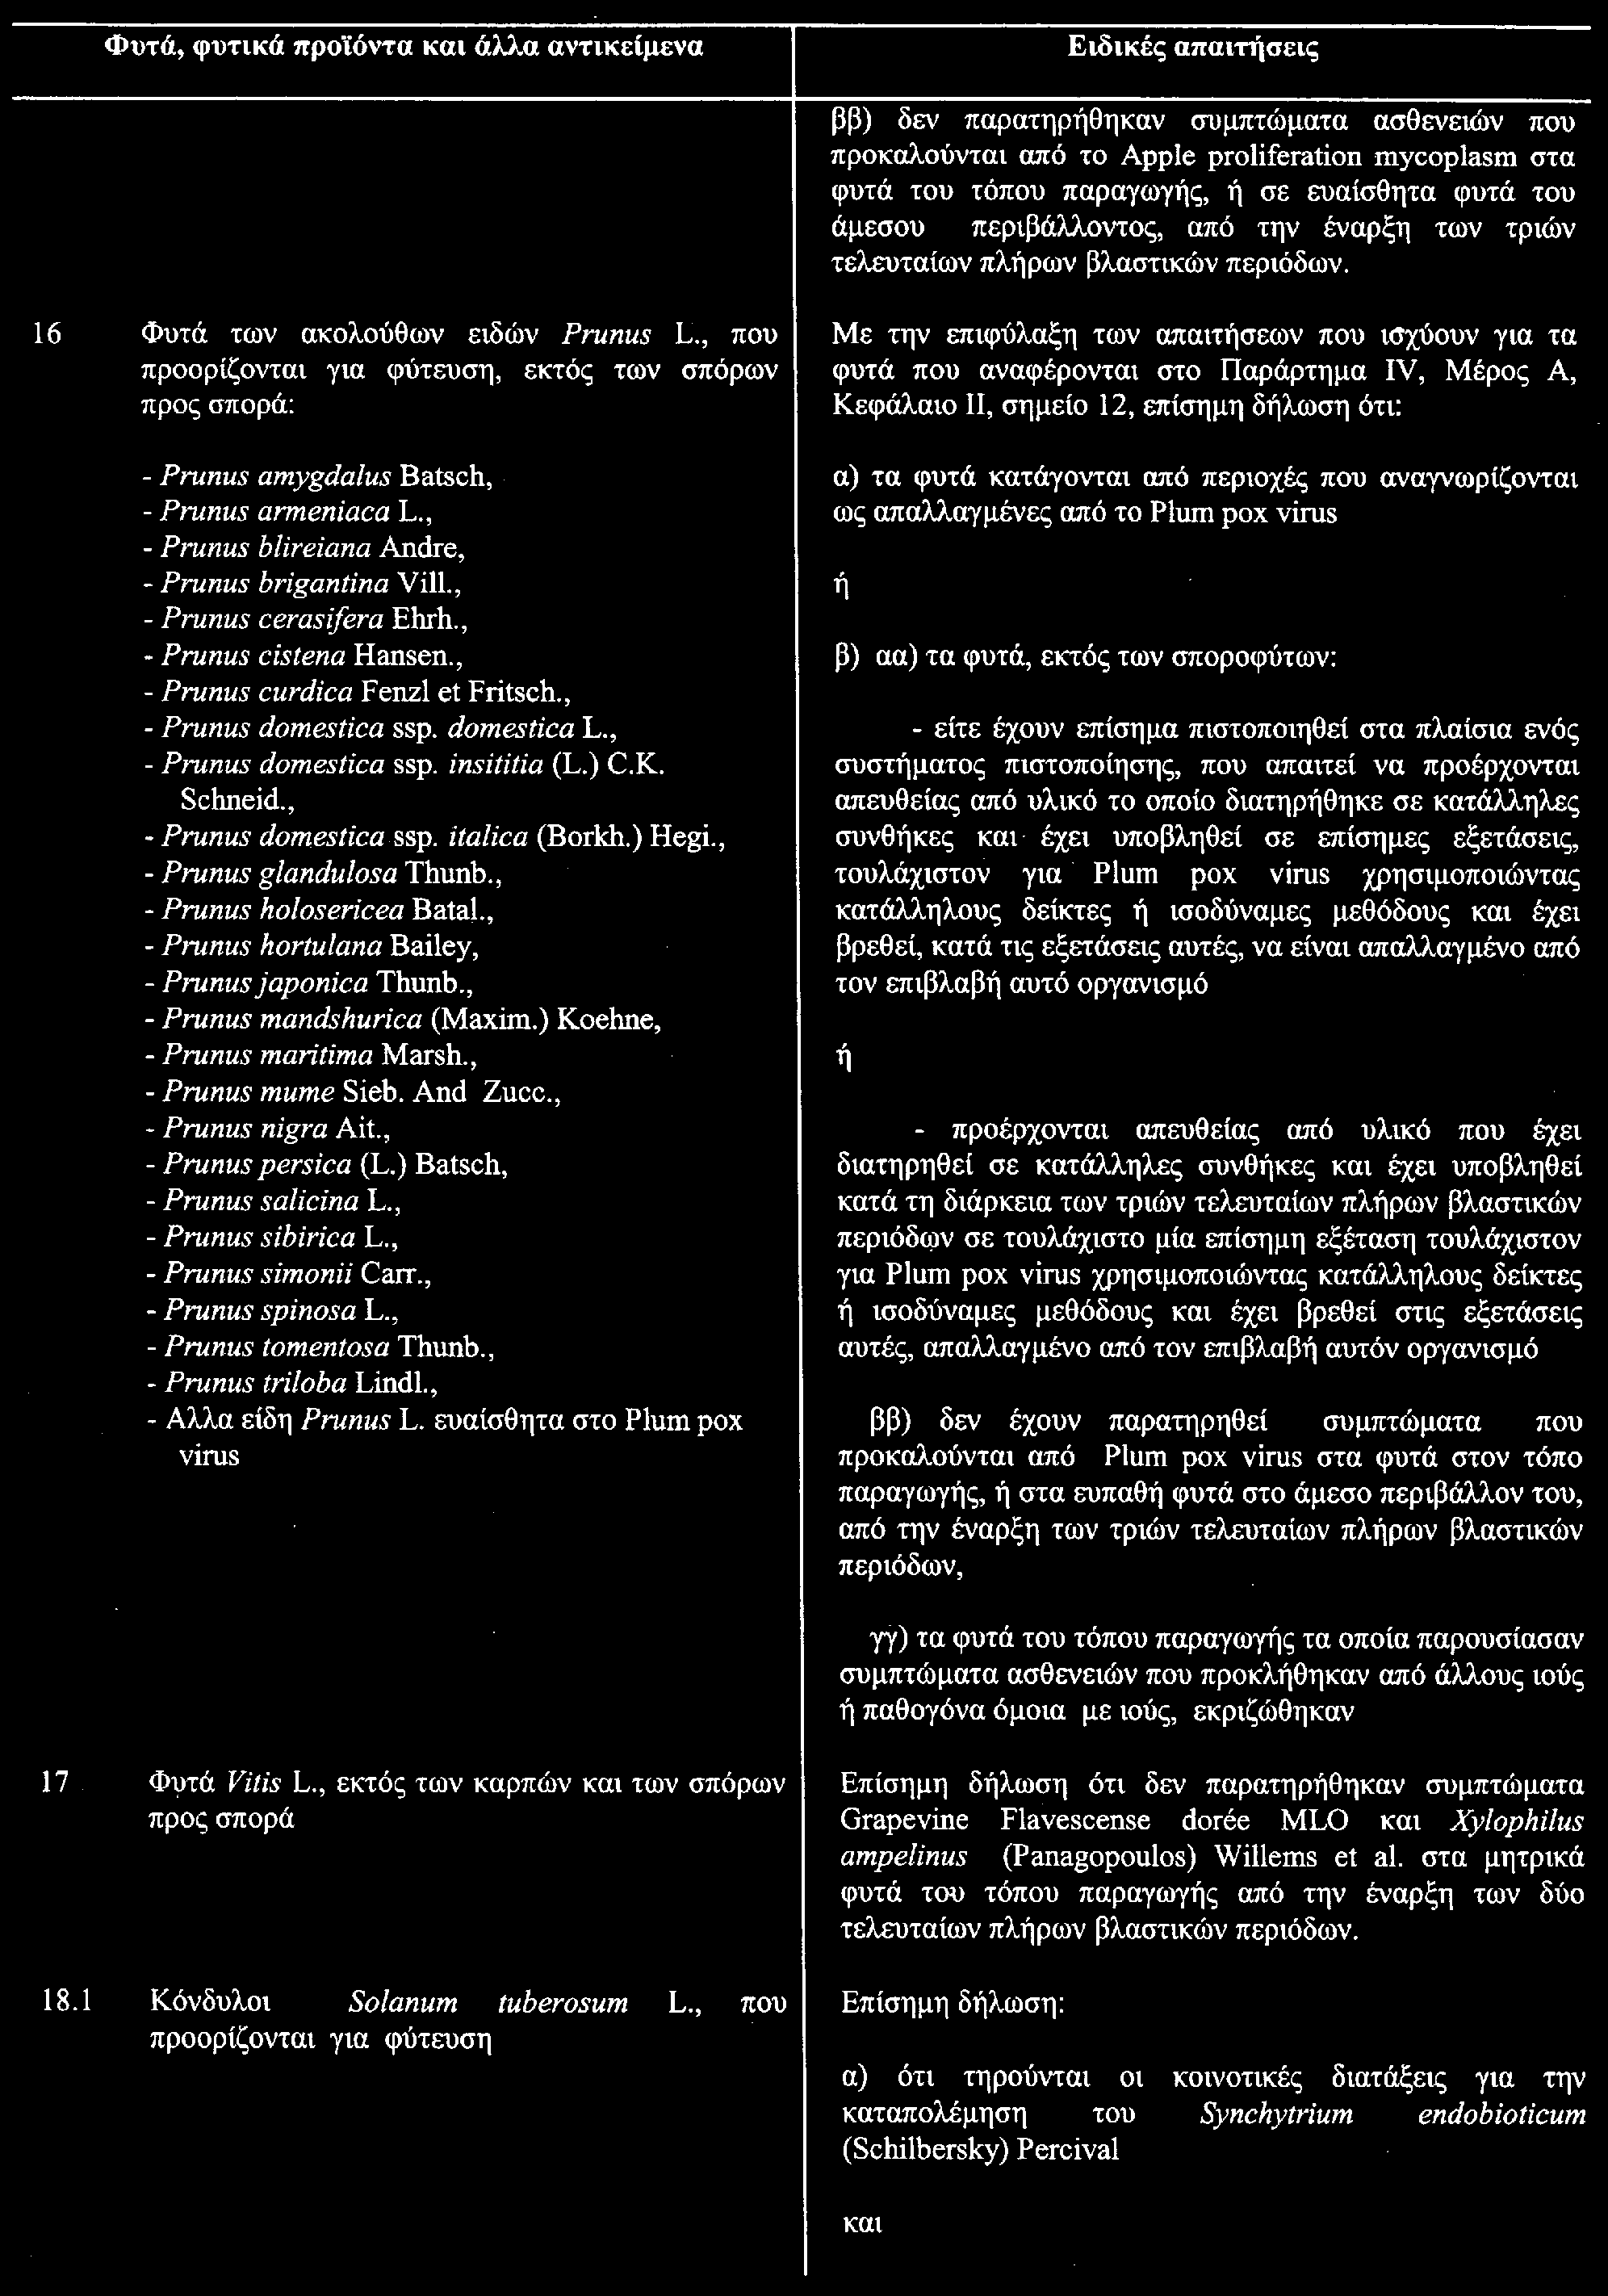 Φυτά, φυτικά προϊόντα και άλλα αντικείμενα
Ειδικές απαιτήσεις
ββ) δεν παρατηρήθηκαν συμπτώματα ασθενειών που
προκαλούνται από το Apple proliferation mycoplasm στα
φυτά του τόπου παραγωγής, ή σε ευαίσθητα φυτά του
άμεσου περιβάλλοντος, από την έναρξη των τριών
τελευταίων πλήρων βλαστικών περιόδων.
16 Φυτά των ακολούθων ειδών Prunus L., που
προορίζονται για φύτευση, εκτός των σπόρων
προς σπορά:
- Prunus amygdalus Batsch,
- Prunus armeniaca L.,
- Prunus blireiana Andre,
- Prunus brigantina Vill.,
- Prunus cerasifera Ehrh.,
- Prunus cistena Hansen.,
- Prunus curdica Fenzl et Fritsch.,
- Prunus domestica ssp. domestica L.,
- Prunus domestica ssp. insititia (L.) C.K.
Schneid.,
- Prunus domestica ssp. italica (Borkh.) Hegi.,
- Prunus glandulosa Thunb.,
- Prunus holosericea Batal.,
- Prunus hortulana Bailey,
- Prunus japonica Thunb.,
- Prunus mandshurica (Maxim.) Koehne,
- Prunus maritima Marsh.,
- Prunus mume Sieb. And Zucc.,
- Prunus nigra Ait.,
- Prunus persica (L.) Batsch,
- Prunus salicina L.,
- Prunus sibirica L.,
- Prunus simonii Carr.,
- Prunus spinosa L.,
- Prunus tomentosa Thunb.,
- Prunus triloba Lindl.,
- Αλλα είδη Prunus L. ευαίσθητα στο Plum pox
virus
Με την επιφύλαξη των απαιτήσεων που ισχύουν για τα
φυτά που αναφέρονται στο Παράρτημα IV, Μέρος Α,
Κεφάλαιο ΙΙ, σημείο 12, επίσημη δήλωση ότι:
α) τα φυτά κατάγονται από περιοχές που αναγνωρίζονται
ως απαλλαγμένες από το Plum pox virus
ή
β) αα) τα φυτά, εκτός των σποροφύτων:
- είτε έχουν επίσημα πιστοποιηθεί στα πλαίσια ενός
συστήματος πιστοποίησης, που απαιτεί να προέρχονται
απευθείας από υλικό το οποίο διατηρήθηκε σε κατάλληλες
συνθήκες και έχει υποβληθεί σε επίσημες εξετάσεις,
τουλάχιστον για Plum pox virus χρησιμοποιώντας
κατάλληλους δείκτες ή ισοδύναμες μεθόδους και έχει
βρεθεί, κατά τις εξετάσεις αυτές, να είναι απαλλαγμένο από
τον επιβλαβή αυτό οργανισμό
ή
- προέρχονται απευθείας από υλικό που έχει
διατηρηθεί σε κατάλληλες συνθήκες και έχει υποβληθεί
κατά τη διάρκεια των τριών τελευταίων πλήρων βλαστικών
περιόδων σε τουλάχιστο μία επίσημη εξέταση τουλάχιστον
για Plum pox virus χρησιμοποιώντας κατάλληλους δείκτες
ή ισοδύναμες μεθόδους και έχει βρεθεί στις εξετάσεις
αυτές, απαλλαγμένο από τον επιβλαβή αυτόν οργανισμό
ββ) δεν έχουν παρατηρηθεί συμπτώματα που
προκαλούνται από Plum pox virus στα φυτά στον τόπο
παραγωγής, ή στα ευπαθή φυτά στο άμεσο περιβάλλον του,
από την έναρξη των τριών τελευταίων πλήρων βλαστικών
περιόδων,
γγ) τα φυτά του τόπου παραγωγής τα οποία παρουσίασαν
συμπτώματα ασθενειών που προκλήθηκαν από άλλους ιούς
ή παθογόνα όμοια με ιούς, εκριζώθηκαν
17 Φυτά Vitis L., εκτός των καρπών και των σπόρων
προς σπορά
Επίσημη δήλωση ότι δεν παρατηρήθηκαν συμπτώματα
Grapevine Flavescense dorée MLO και Xylophilus
ampelinus (Panagopoulos) Willems et al. στα μητρικά
φυτά του τόπου παραγωγής από την έναρξη των δύο
τελευταίων πλήρων βλαστικών περιόδων.
18.1 Κόνδυλοι Solanum tuberosum L., που
προορίζονται για φύτευση
Επίσημη δήλωση:
α) ότι τηρούνται οι κοινοτικές διατάξεις για την
καταπολέμηση του Synchytrium endobioticum
(Schilbersky) Percival
και